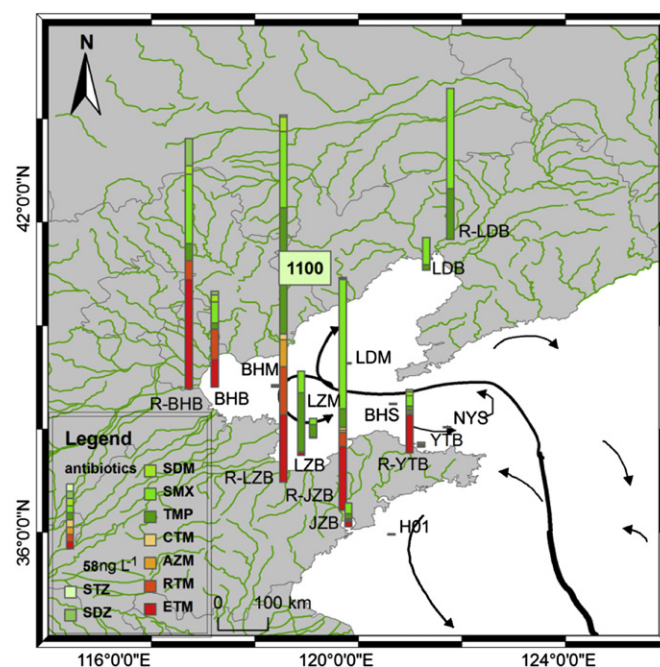 N
42°0'0"N
36°0'0"N
R-LDB
LDB
1100
LDM
BHM
BHB
R-BHB
LZM
BHS
NYS
YTB
R-YTB
LZB
R-LZB
R-JZB
JZB
H01
Legend
antibiotics
58ng L-1
STZ
SDZ
SDM
SMX
TMP
CTM
AZM
RTM
ETM
0 100 km
116°0'0"E 120°0'0"E 124°0'0"E